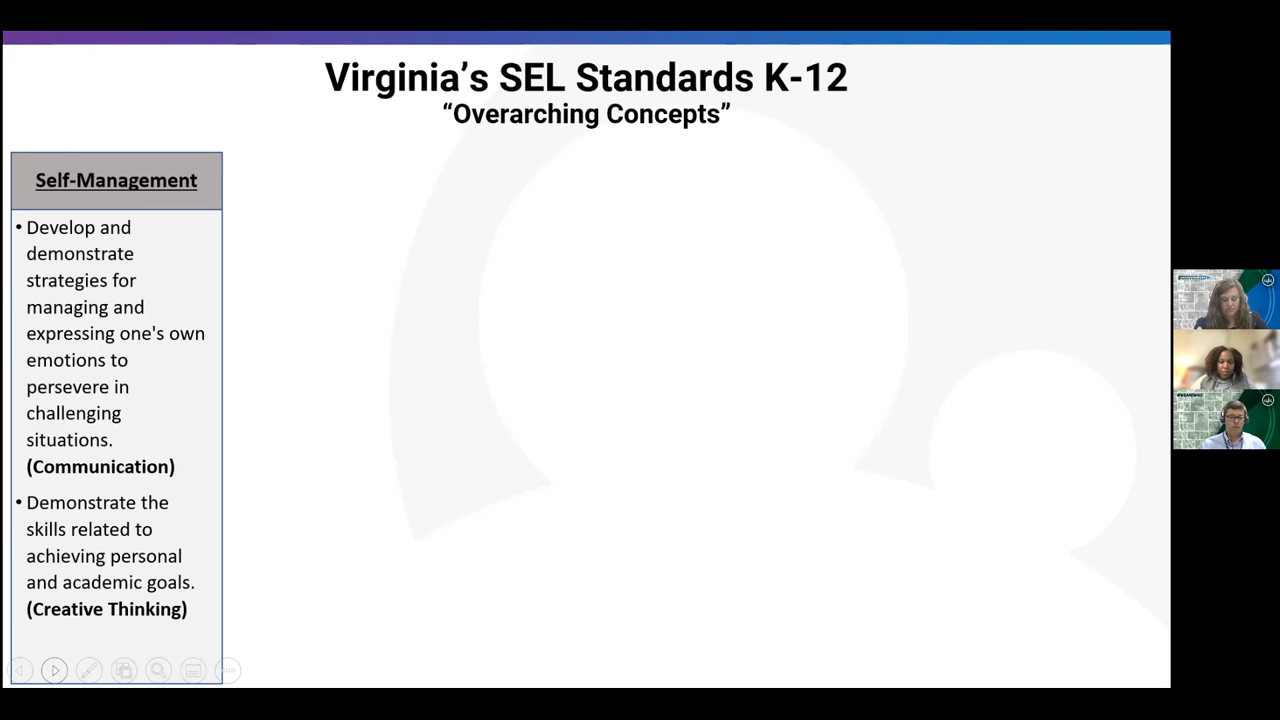 Virginia’s SEL Standards K-12
“Overarching Concepts”
Self-Management
• Develop and
demonstrate
strategies for
managing and
expressing one's own
emotions to
persevere in
challenging
situations.
(Communication)
• Demonstrate the
skills related to
achieving personal
and academic goals.
(Creative Thinking)